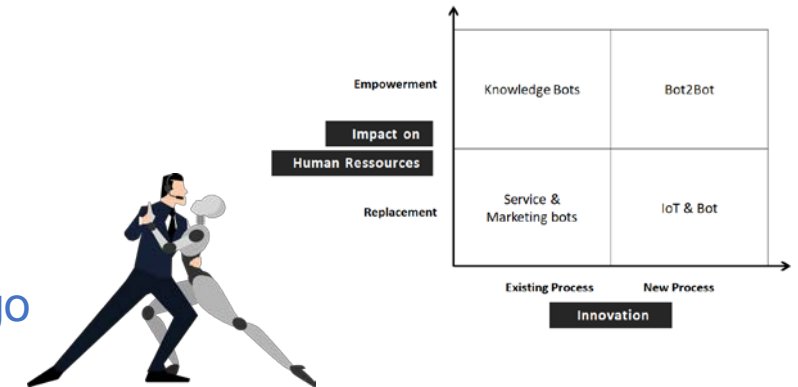 Empowerment
Knowledge Bots
Bot2Bot
Impact on
Human Ressources
Replacement
Service &
Marketing bots
IoT & Bot
Existing Process
New Process
Innovation
go